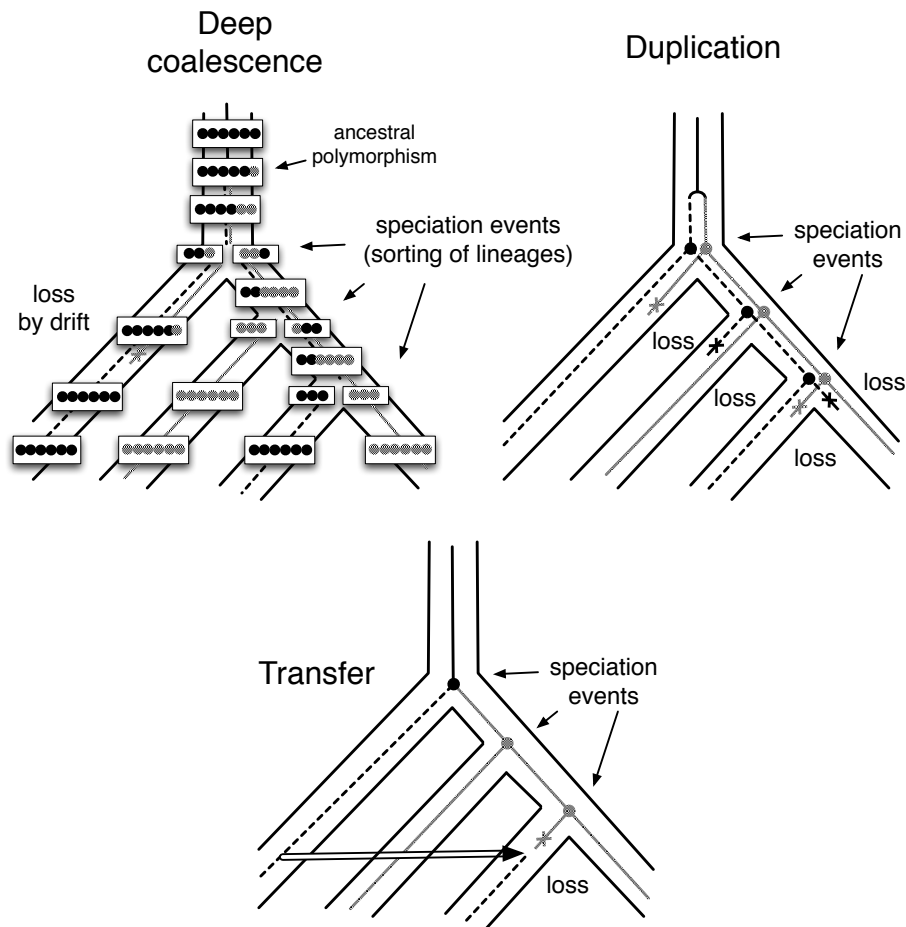 Deep
coalescence
ancestral
polymorphism
speciation events
(sorting of lineages)
loss
by drift
Duplication
speciation
events
loss
loss
loss
loss
Transfer
speciation
events
loss